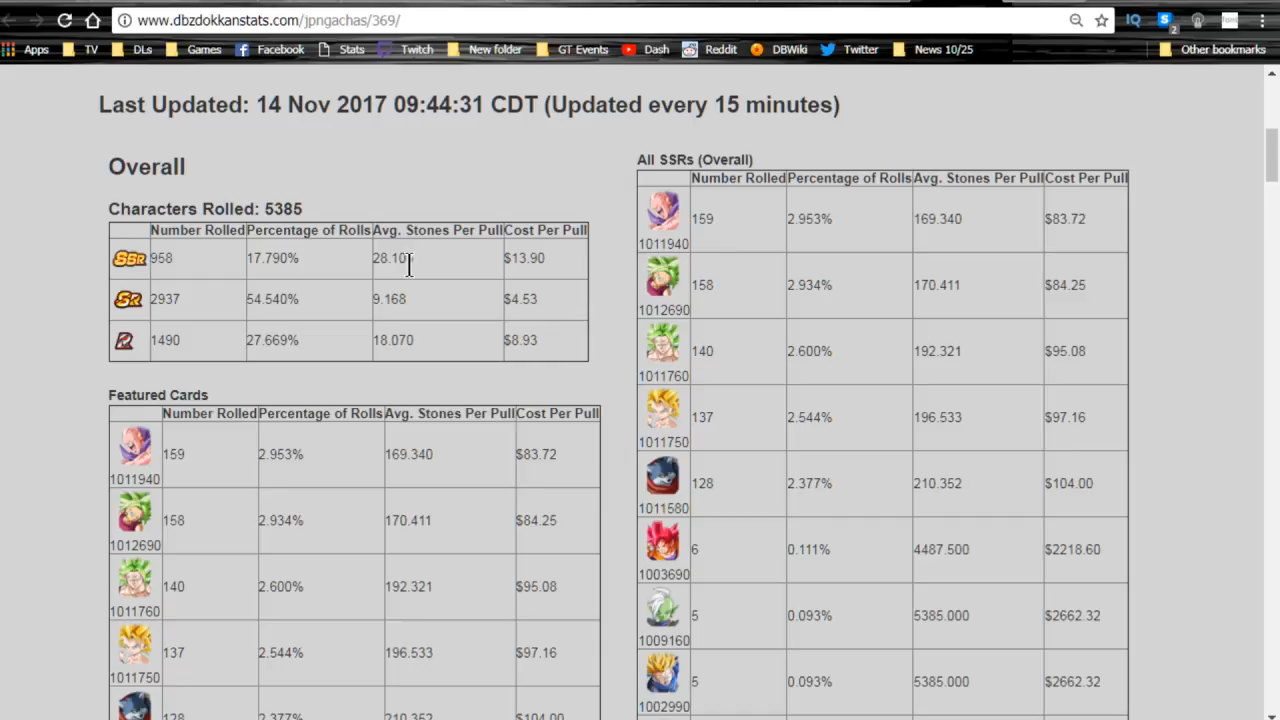 www.dbzdokkanstats.com/jpngachas/369/
Apps TV DLs Games Facebook Stats Twitch New folder GT Events Dash Reddit DBWiki Twitter News 10/25 Other bookmarks
Last Updated: 14 Nov 2017 09:44:31 CDT (Updated every 15 minutes)
Overall
Characters Rolled: 5385
Number Rolled Percentage of Rolls Avg. Stones Per Pull Cost Per Pull
SSR 958 17.790% $13.90
SR 2937 54.540% 9.168 $4.53
R 1490 27.669% 18.070 $8.93
Featured Cards
Number Rolled Percentage of Rolls Avg. Stones Per Pull Cost Per Pull
159 2.953% 169.340 $83.72
1011940
158 2.934% 170.411 $84.25
1012690
140 2.600% 192.321 $95.08
1011760
137 2.544% 196.533 $97.16
1011750
128 2.377% 210.352 $104.00
All SSRs (Overall)
Number Rolled Percentage of Rolls Avg. Stones Per Pull Cost Per Pull
159 2.953% 169.340 $83.72
1011940
158 2.934% 170.411 $84.25
1012690
140 2.600% 192.321 $95.08
1011760
137 2.544% 196.533 $97.16
1011750
128 2.377% 210.352 $104.00
1011580
6 0.111% 4487.500 $2218.60
1003690
5 0.093% 5385.000 $2662.32
1009160
5 0.093% 5385.000 $2662.32
1002990